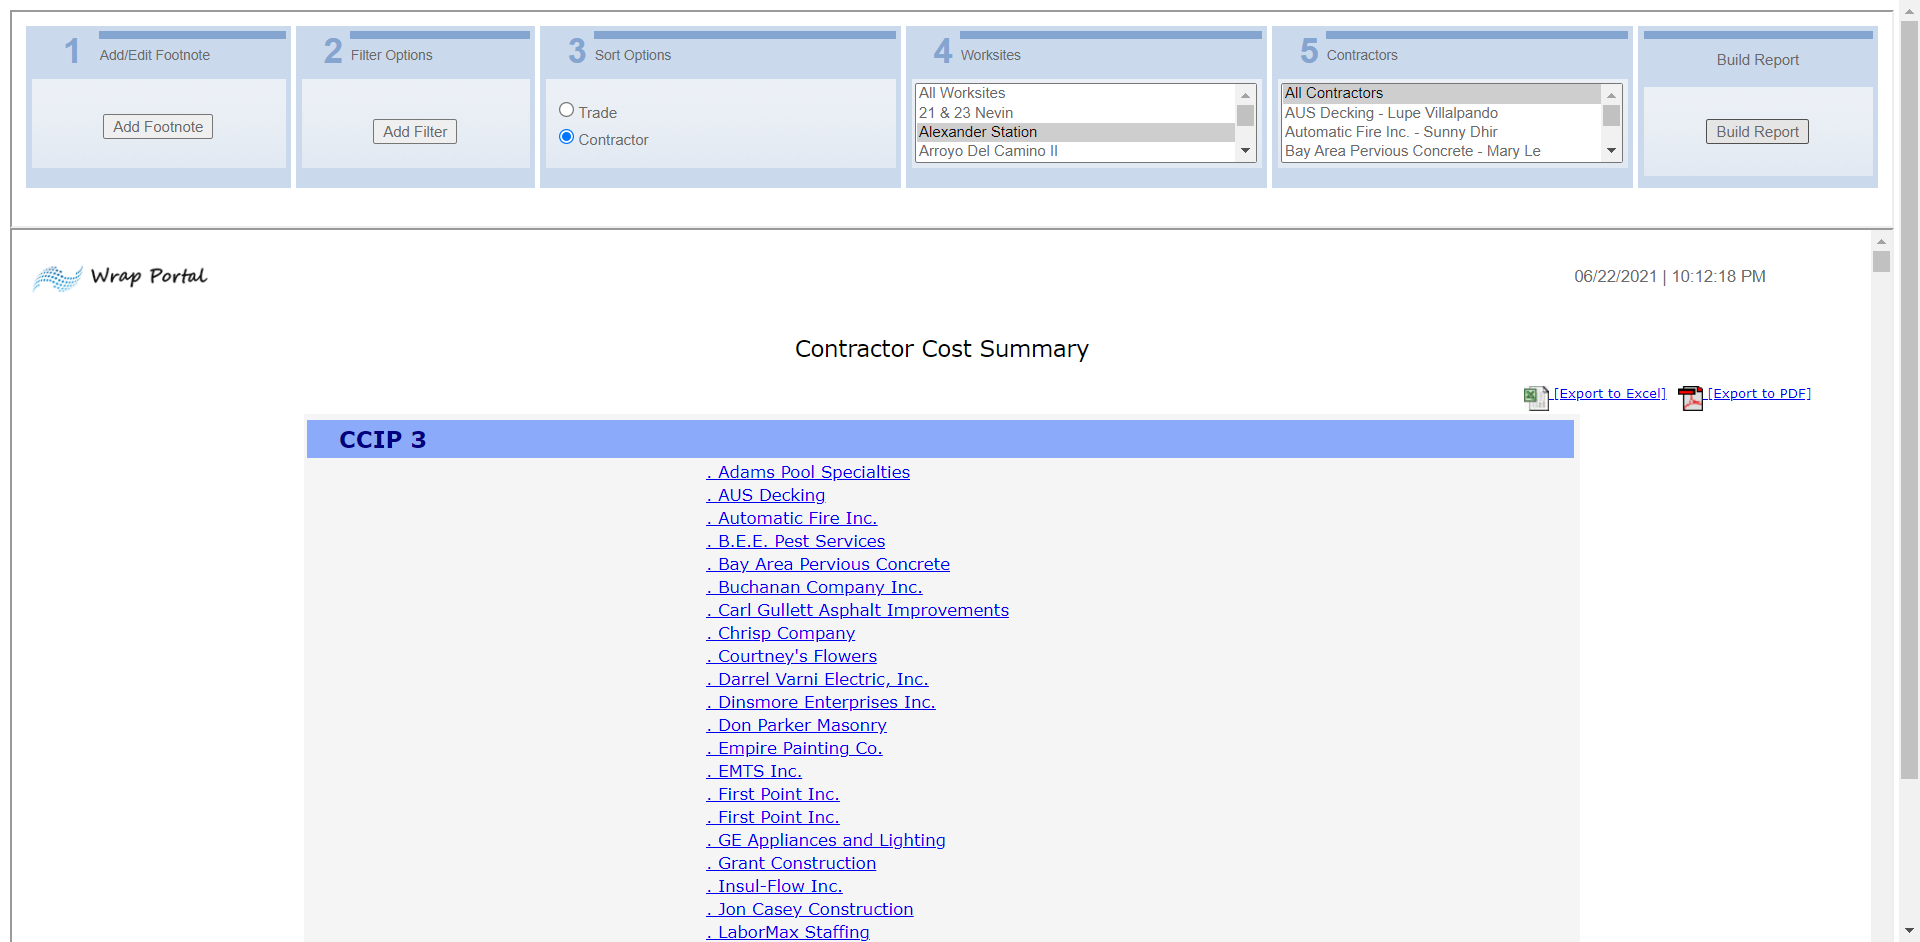 1 Add/Edit Footnote
Add Footnote
2 Filter Options
Add Filter
3 Sort Options
Trade
Contractor
4 Worksites
All Worksites
21 & 23 Nevin
Alexander Station
Arroyo Del Camino II
5 Contractors
All Contractors
AUS Decking - Lupe Villalpando
Automatic Fire Inc. - Sunny Dhir
Bay Area Pervious Concrete - Mary Le
Build Report
Build Report
Wrap Portal
06/22/2021 | 10:12:18 PM
Contractor Cost Summary
[Export to Excel] [Export to PDF]
CCIP 3
. Adams Pool Specialties
. AUS Decking
. Automatic Fire Inc.
. B.E.E. Pest Services
. Bay Area Pervious Concrete
. Buchanan Company Inc.
. Carl Gullett Asphalt Improvements
. Chrisp Company
. Courtney's Flowers
. Darrel Varni Electric, Inc.
. Dinsmore Enterprises Inc.
. Don Parker Masonry
. Empire Painting Co.
. EMTS Inc.
. First Point Inc.
. First Point Inc.
. GE Appliances and Lighting
. Grant Construction
. Insul-Flow Inc.
. Jon Casey Construction
. LaborMax Staffing